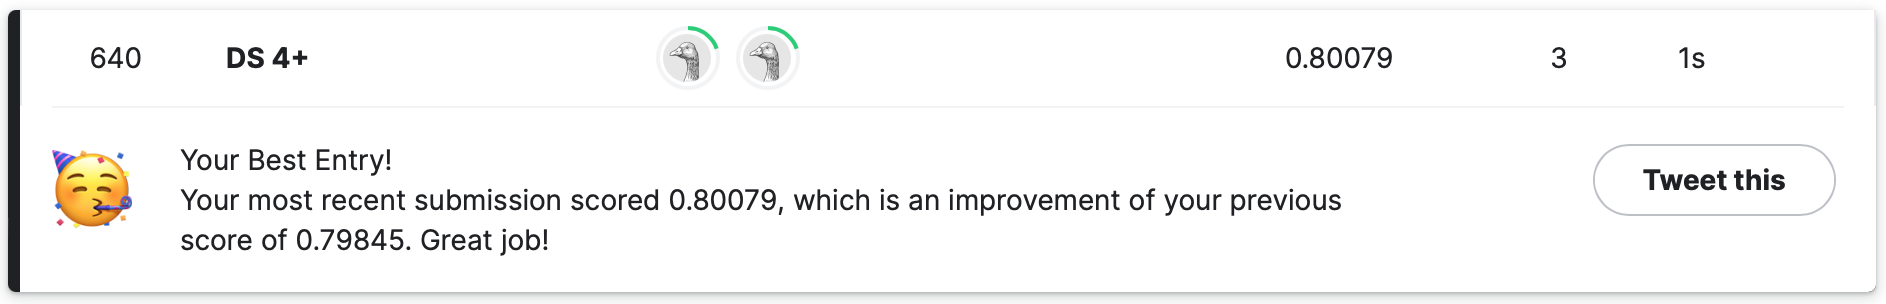 640 DS 4+ 0.80079 3 1s
Your Best Entry!
Your most recent submission scored 0.80079, which is an improvement of your previous
score of 0.79845. Great job!
Tweet this